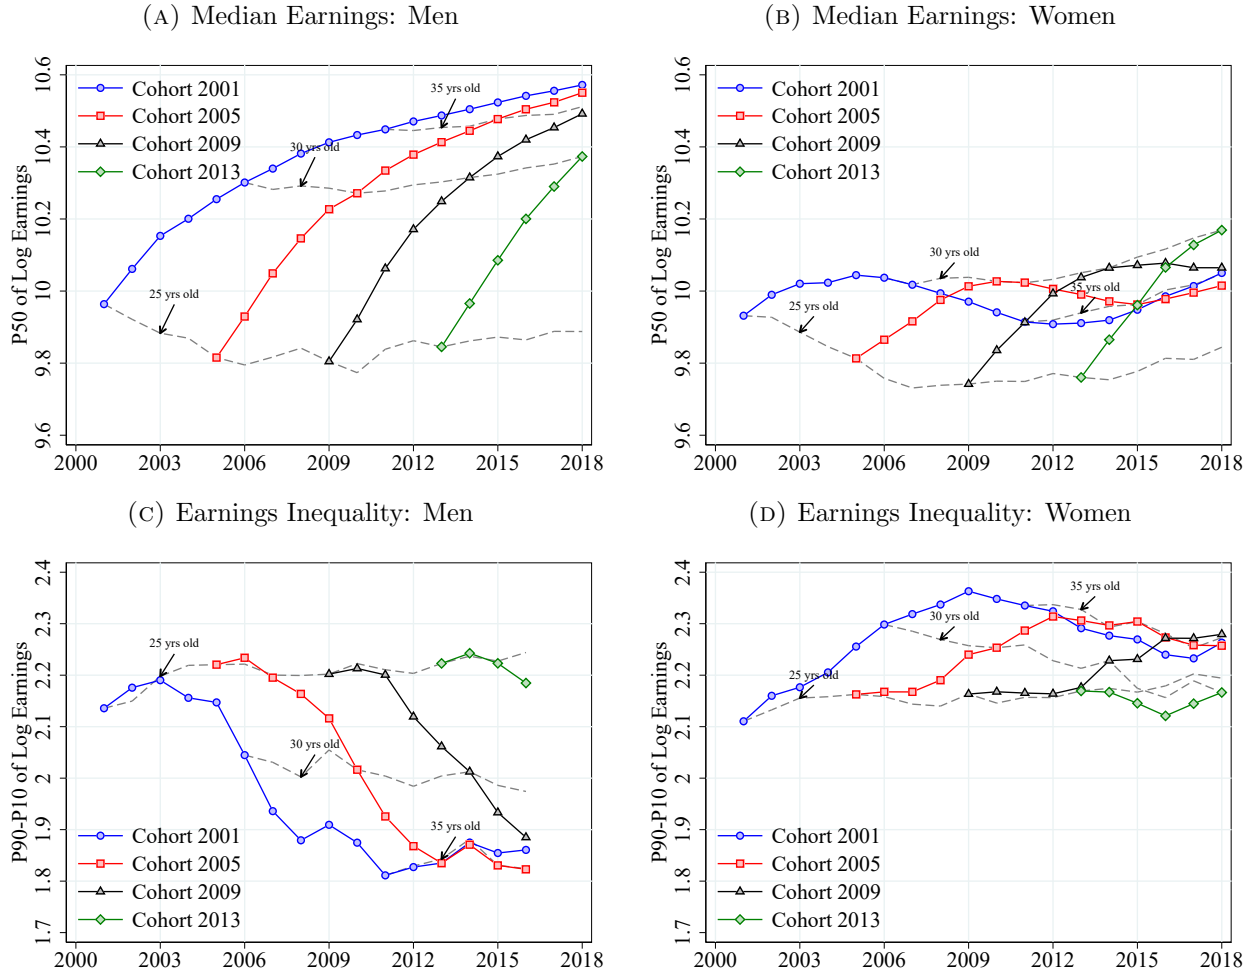 (A) Median Earnings: Men
P50 of Log Earnings
10.6
10.4
10.2
10
9.8
9.6
Cohort 2001
Cohort 2005
Cohort 2009
Cohort 2013
35 yrs old
30 yrs old
25 yrs old
2000 2003 2006 2009 2012 2015 2018
(B) Median Earnings: Women
P50 of Log Earnings
10.6
10.4
10.2
10
9.8
9.6
Cohort 2001
Cohort 2005
Cohort 2009
Cohort 2013
30 yrs old
35 yrs old
25 yrs old
2000 2003 2006 2009 2012 2015 2018
(C) Earnings Inequality: Men
P90-P10 of Log Earnings
2.4
2.3
2.2
2.1
2
1.9
1.8
1.7
25 yrs old
30 yrs old
35 yrs old
Cohort 2001
Cohort 2005
Cohort 2009
Cohort 2013
2000 2003 2006 2009 2012 2015 2018
(D) Earnings Inequality: Women
P90-P10 of Log Earnings
2.4
2.3
2.2
2.1
2
1.9
1.8
1.7
35 yrs old
30 yrs old
25 yrs old
Cohort 2001
Cohort 2005
Cohort 2009
Cohort 2013
2000 2003 2006 2009 2012 2015 2018